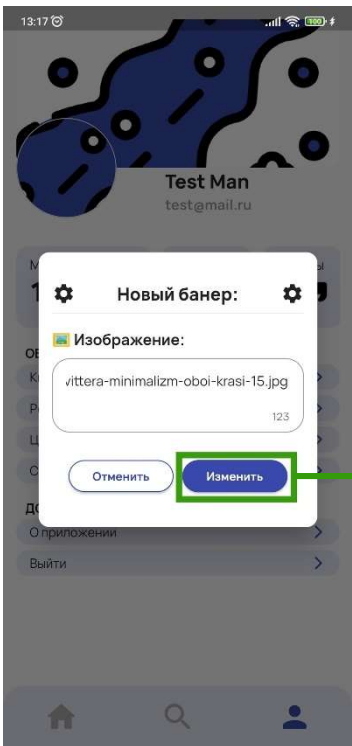 13:17
100
Test Man
test@mail.ru
Новый банер:
Изображение:
vittera-minimalizm-oboi-krasi-15.jpg
123
Отменить
Изменить
О приложении
Выйти